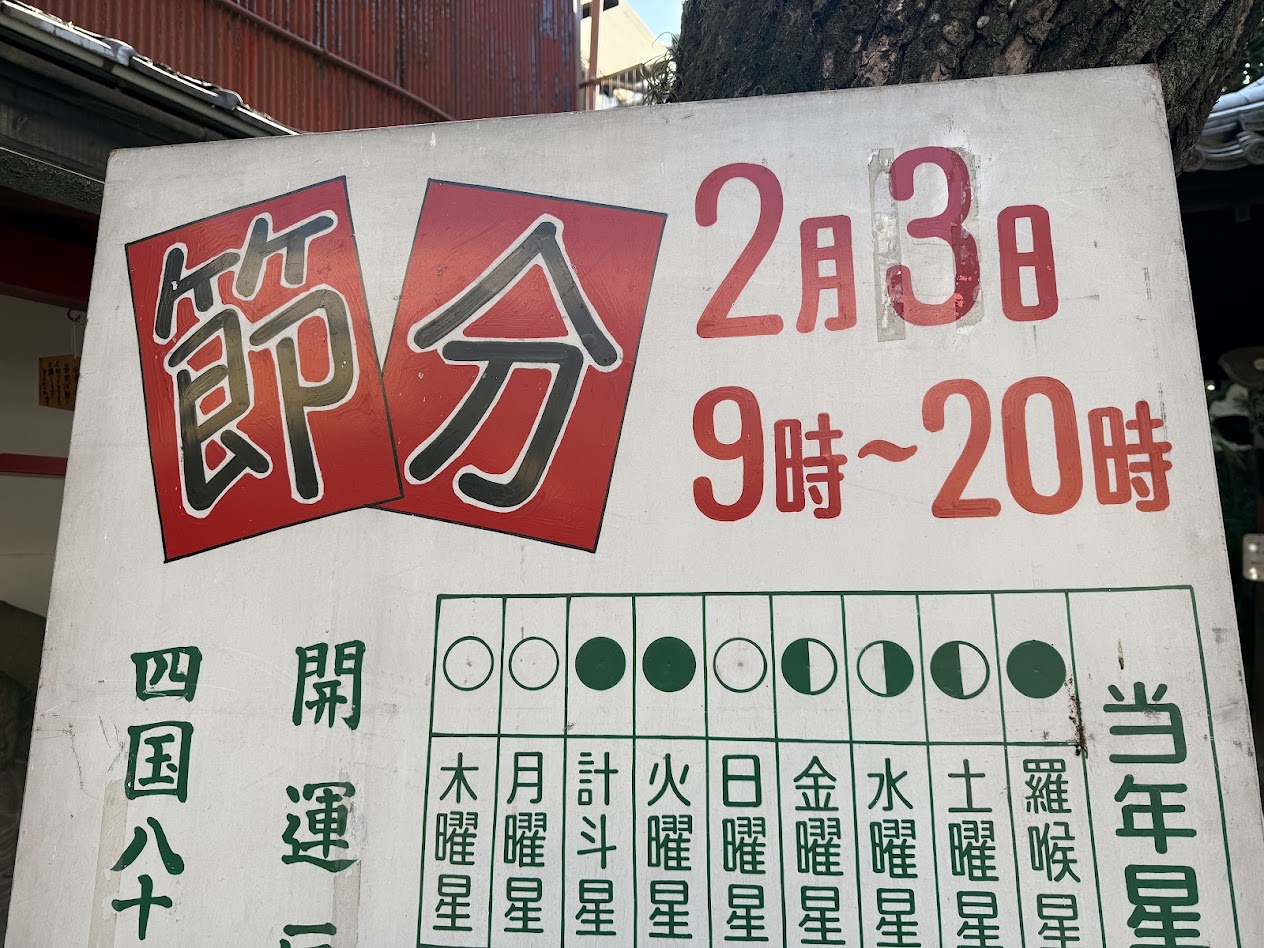 節分
2月3日
9時～20時
当年星
羅喉星
土曜星
水曜星
金曜星
日曜星
火曜星
計斗星
月曜星
木曜星
開運
四国八十